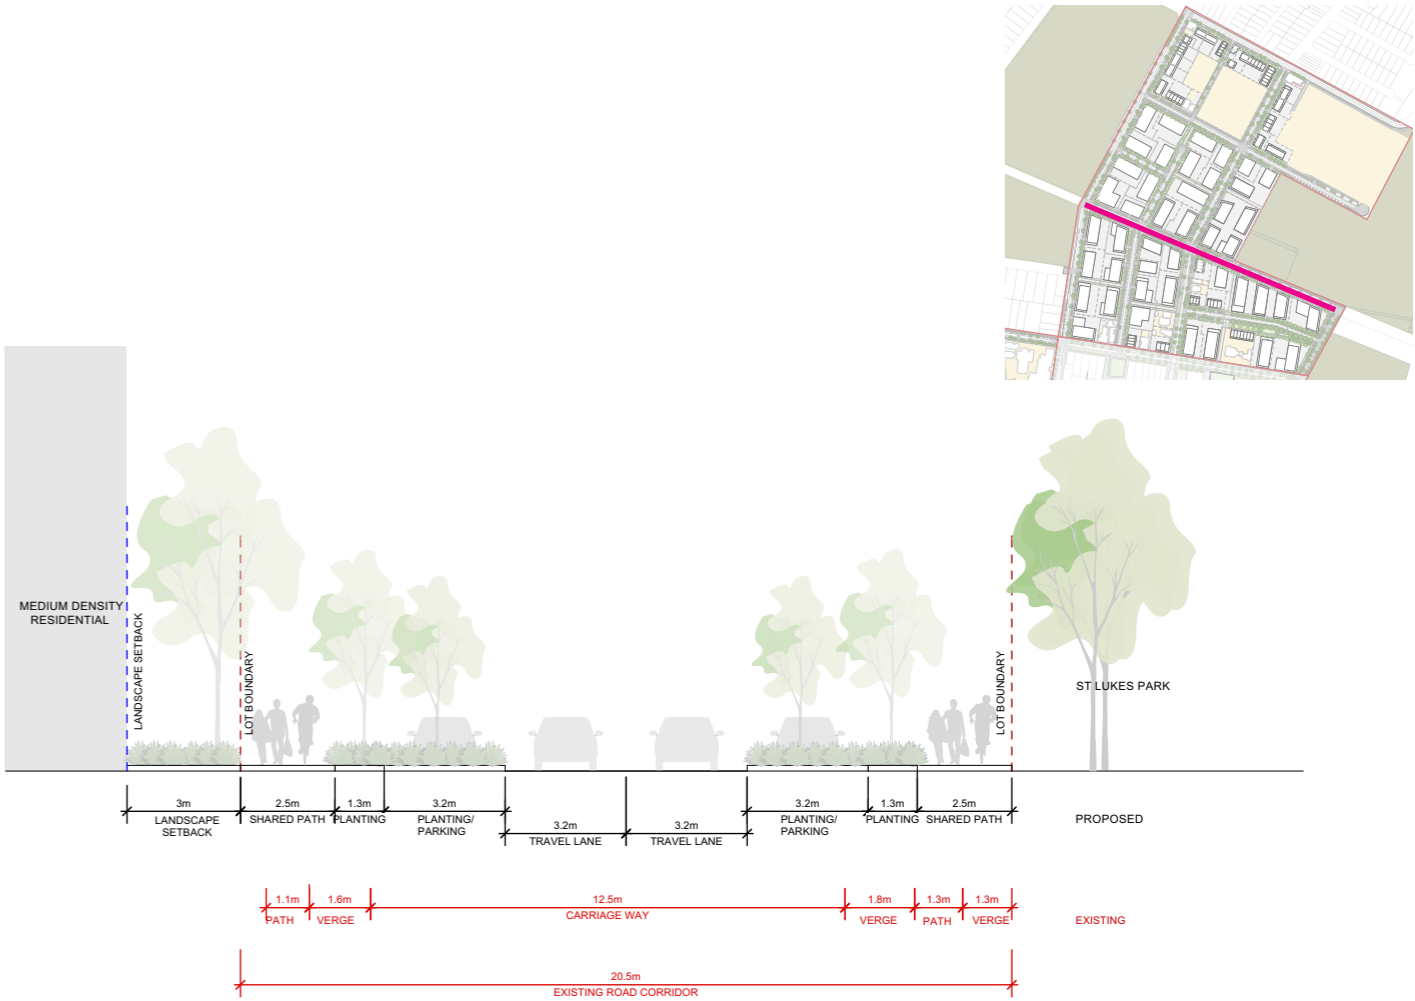 MEDIUM DENSITY
RESIDENTIAL
LANDSCAPE SETBACK
LOT BOUNDARY
LOT BOUNDARY
ST LUKES PARK
3m
LANDSCAPE
SETBACK
2.5m
SHARED PATH
1.3m
PLANTING
3.2m
PLANTING/
PARKING
3.2m
TRAVEL LANE
3.2m
TRAVEL LANE
3.2m
PLANTING/
PARKING
1.3m
PLANTING
2.5m
SHARED PATH
PROPOSED
1.1m
PATH
1.6m
VERGE
12.5m
CARRIAGE WAY
1.8m
VERGE
1.3m
PATH
1.3m
VERGE
EXISTING
20.5m
EXISTING ROAD CORRIDOR